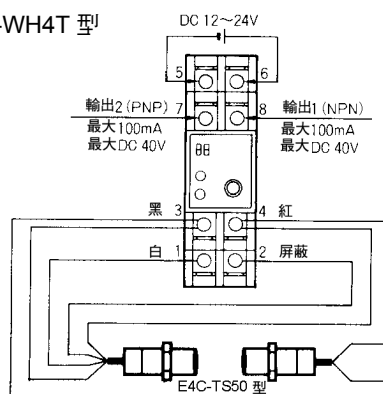 -WH4T 型
DC 12～24V
5 6
輸出2 (PNP) 7 8 輸出1 (NPN)
最大100mA 最大100mA
最大DC 40V 最大DC 40V
黑 3 4 紅
白 1 2 屏蔽
E4C-TS50 型